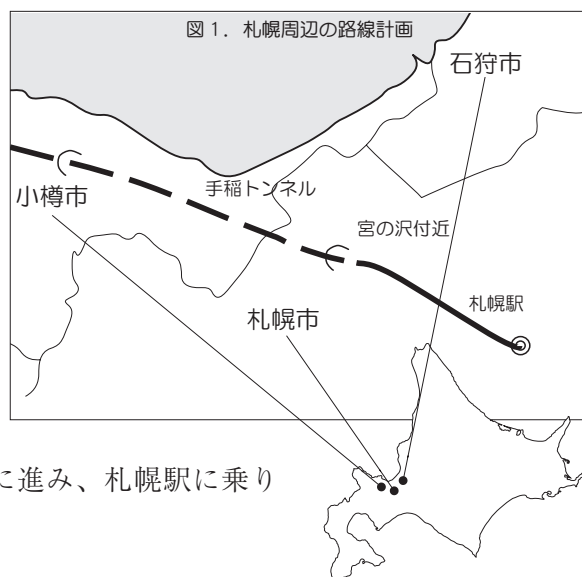 図1. 札幌周辺の路線計画
石狩市
手稲トンネル
小樽市
宮の沢付近
札幌駅
札幌市
に進み、札幌駅に乗り